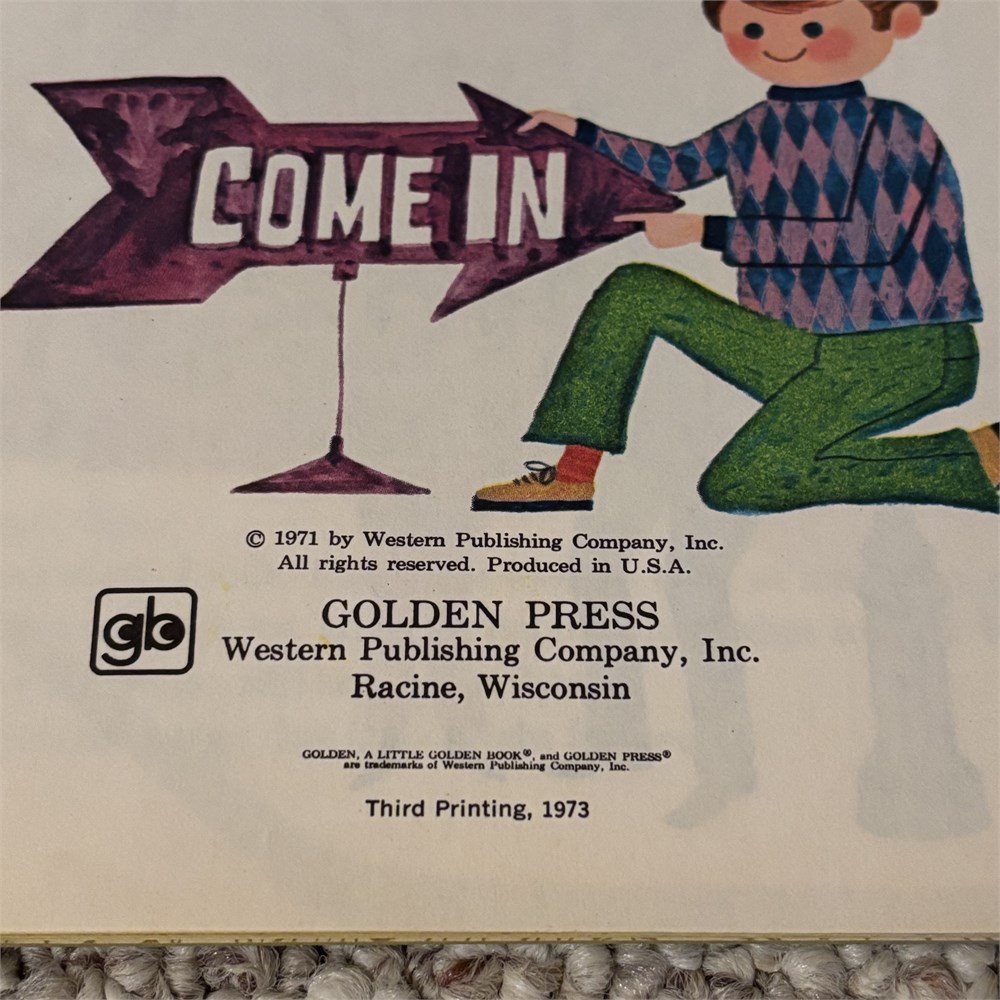 COME IN
© 1971 by Western Publishing Company, Inc.
All rights reserved. Produced in U.S.A.
gb
GOLDEN PRESS
Western Publishing Company, Inc.
Racine, Wisconsin
GOLDEN, A LITTLE GOLDEN BOOK®, and GOLDEN PRESS®
are trademarks of Western Publishing Company, Inc.
Third Printing, 1973